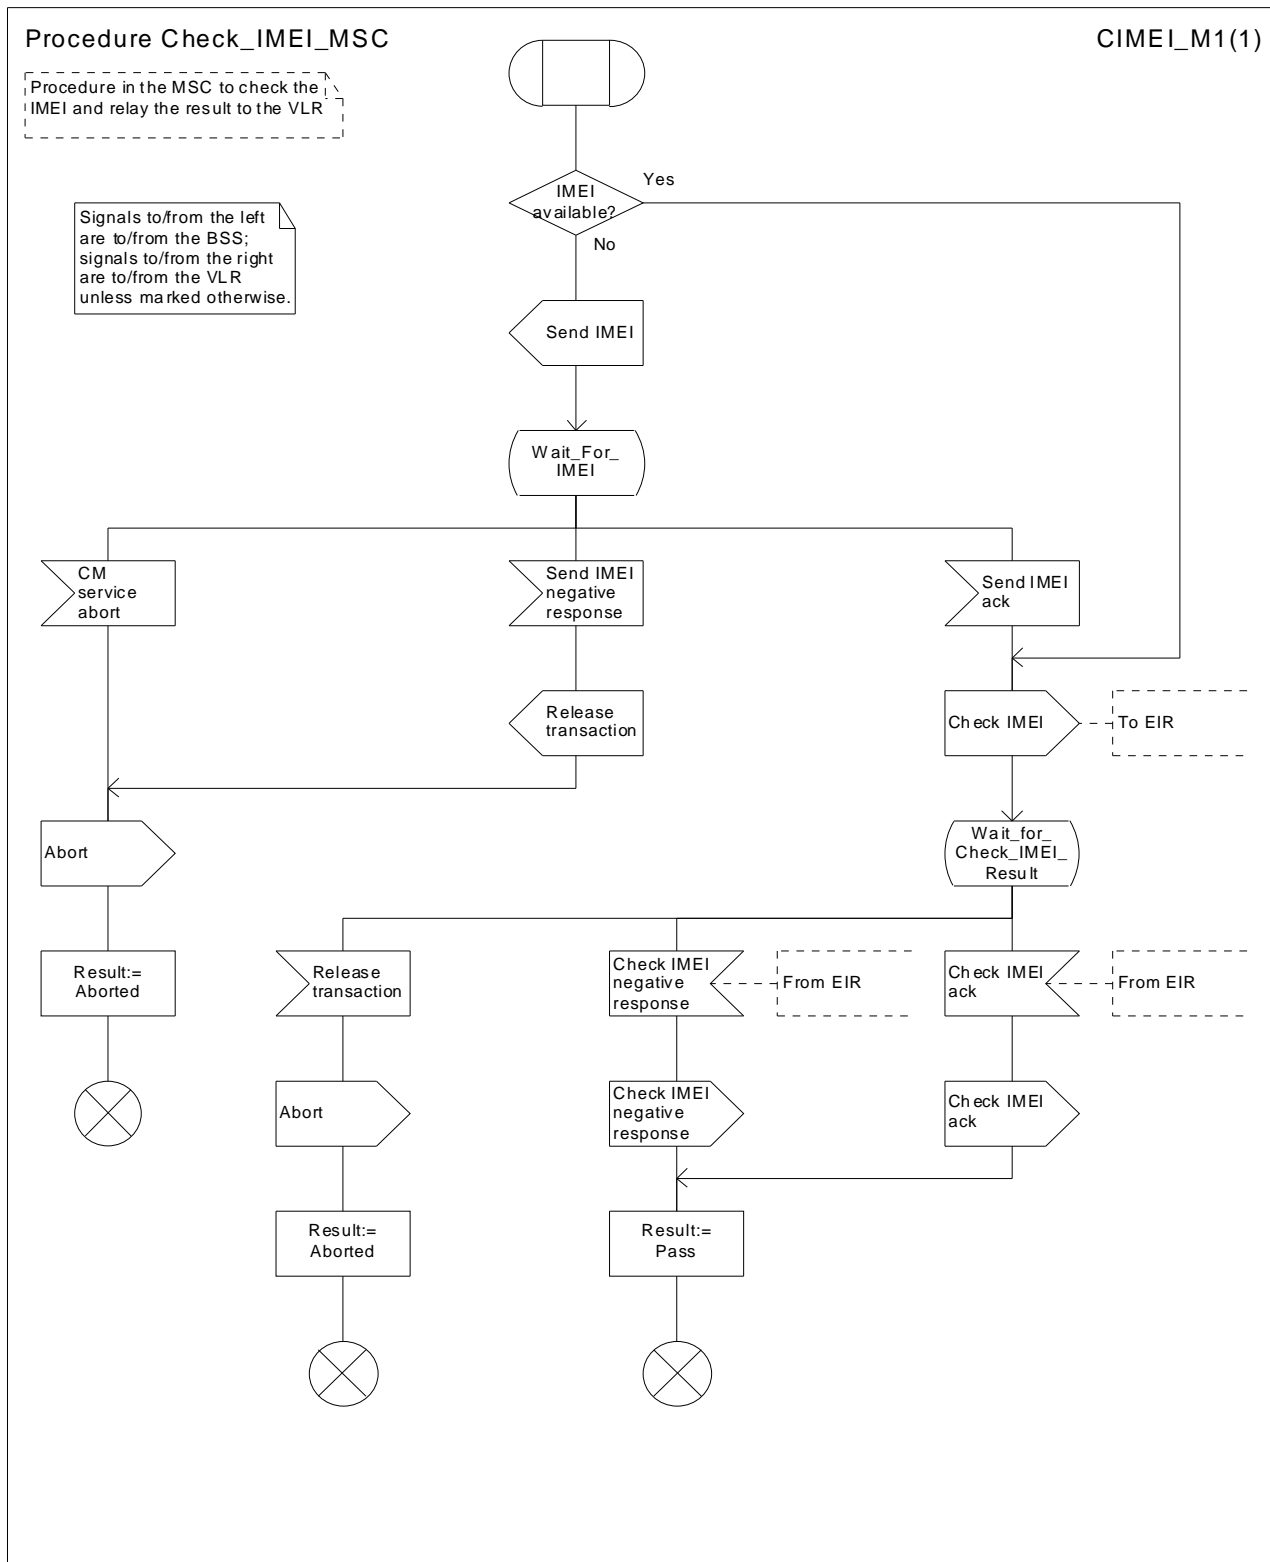 Procedure Check_IMEI_MSC
CIMEI_M1(1)
Procedure in the MSC to check the
IMEI and relay the result to the VLR
Signals to/from the left
are to/from the BSS;
signals to/from the right
are to/from the VLR
unless marked otherwise.
IMEI
available?
Yes
No
Send IMEI
Wait_For_
IMEI
CM
service
abort
Send IMEI
negative
response
Send IMEI
ack
Release
transaction
Check IMEI
To EIR
Abort
Wait_for_
Check_IMEI_
Result
Result:=
Aborted
Release
transaction
Check IMEI
negative
response
From EIR
Check IMEI
ack
From EIR
Abort
Check IMEI
negative
response
Check IMEI
ack
Result:=
Aborted
Result:=
Pass